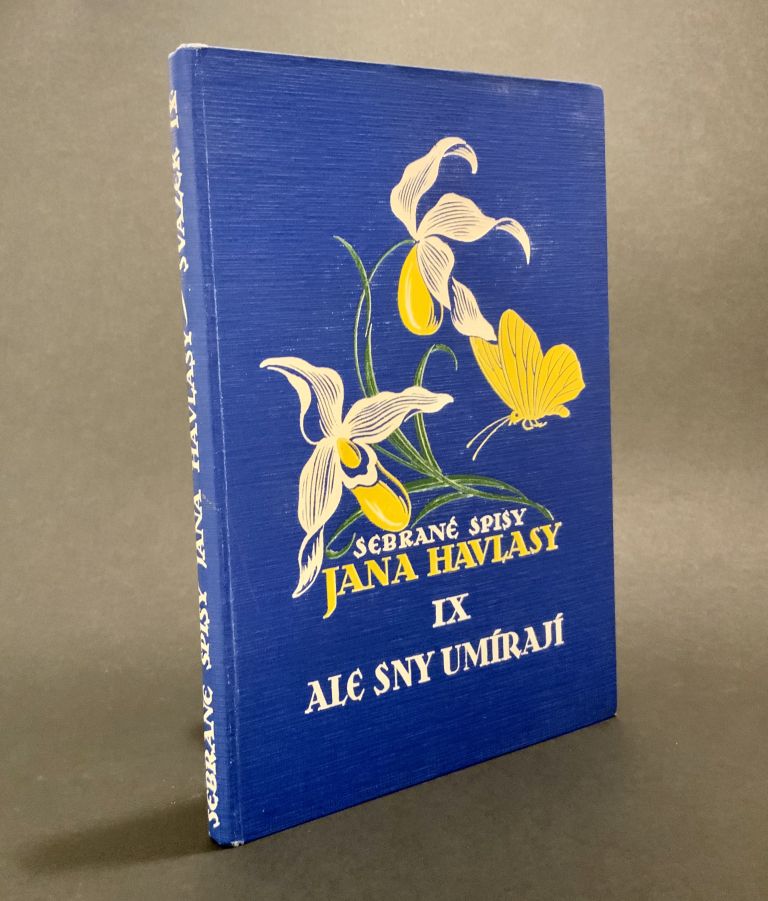 SEBRANÉ SPISY JANA HAVLASY — SVAZEK IX
SEBRANÉ SPISY
JANA HAVLASY
IX
ALE SNY UMÍRAJÍ